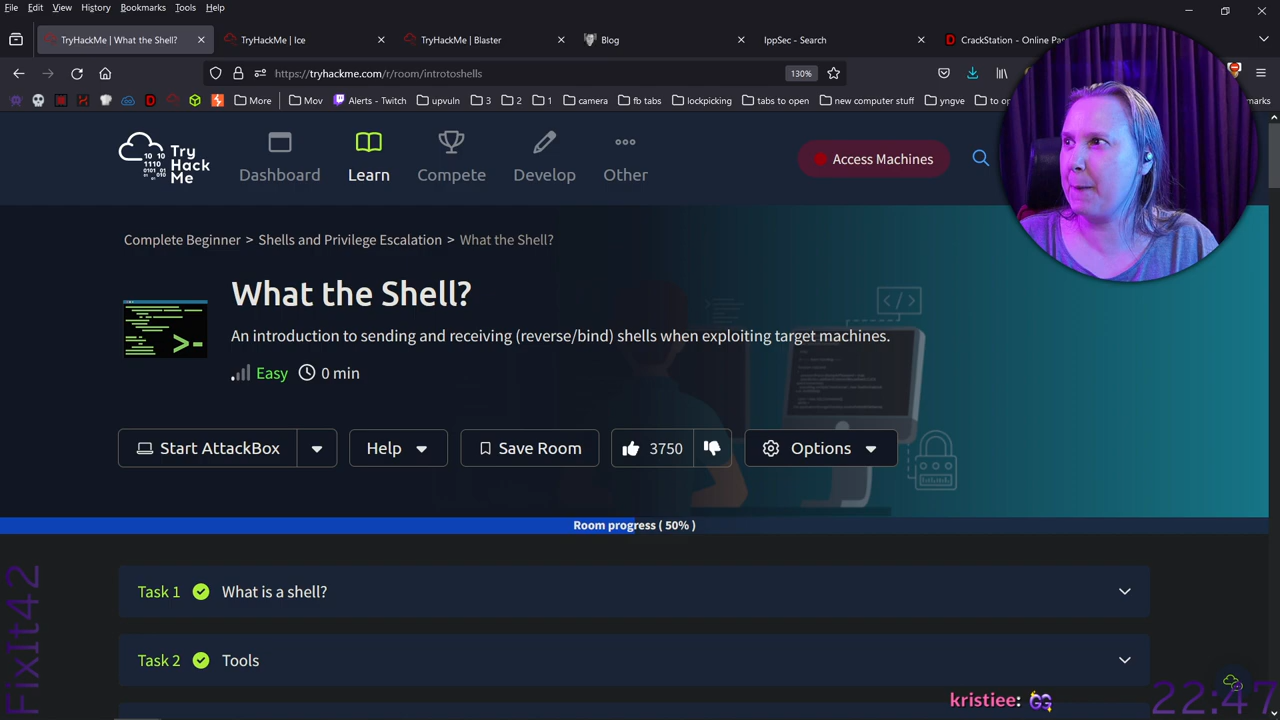 File Edit View History Bookmarks Tools Help
TryHackMe | What the Shell?
TryHackMe | Ice
TryHackMe | Blaster
Blog
IppSec - Search
CrackStation - Online Pa
https://tryhackme.com/r/room/introtoshells
130%
More
Mov
Alerts - Twitch
upvuln
3
2
1
camera
fb tabs
lockpicking
tabs to open
new computer stuff
yngve
to o
marks
Try
Hack
Me
Dashboard
Learn
Compete
Develop
Other
Access Machines
Complete Beginner > Shells and Privilege Escalation > What the Shell?
What the Shell?
An introduction to sending and receiving (reverse/bind) shells when exploiting target machines.
Easy
0 min
Start AttackBox
Help
Save Room
3750
Options
Room progress ( 50% )
Task 1
What is a shell?
Task 2
Tools
FixIt42
kristiee: GG
22:47